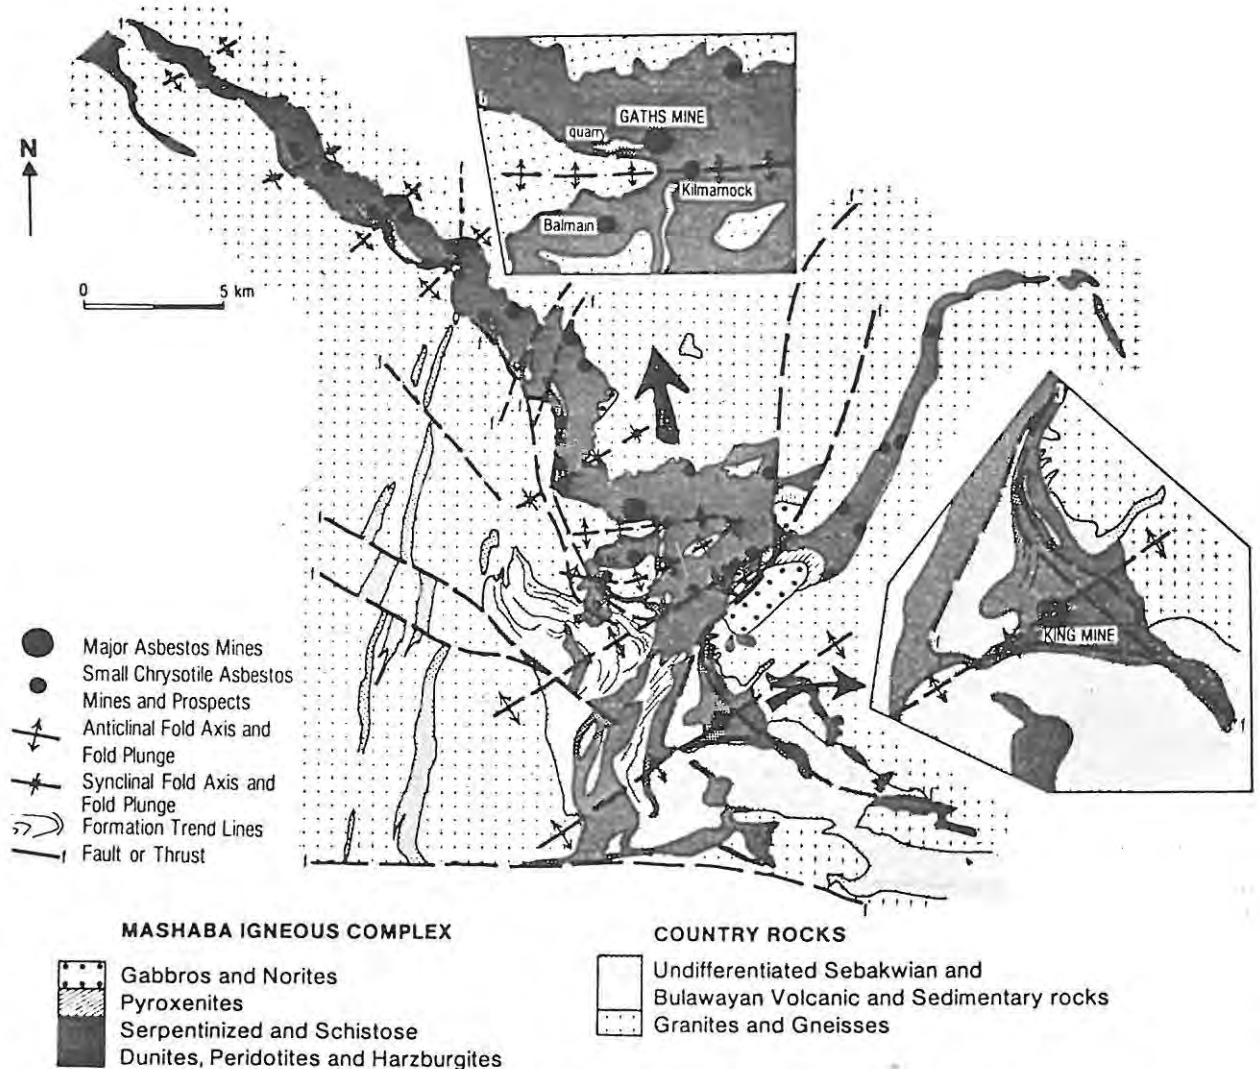 GATHS MINE
quarry
Kilmarnock
Balmain
N
0 5 km
f
f
f
f
f
f
f
f
f
KING MINE
Major Asbestos Mines
Small Chrysotile Asbestos
Mines and Prospects
Anticlinal Fold Axis and
Fold Plunge
Synclinal Fold Axis and
Fold Plunge
Formation Trend Lines
Fault or Thrust
MASHABA IGNEOUS COMPLEX
Gabbros and Norites
Pyroxenites
Serpentinized and Schistose
Dunites, Peridotites and Harzburgites
COUNTRY ROCKS
Undifferentiated Sebakwian and
Bulawayan Volcanic and Sedimentary rocks
Granites and Gneisses